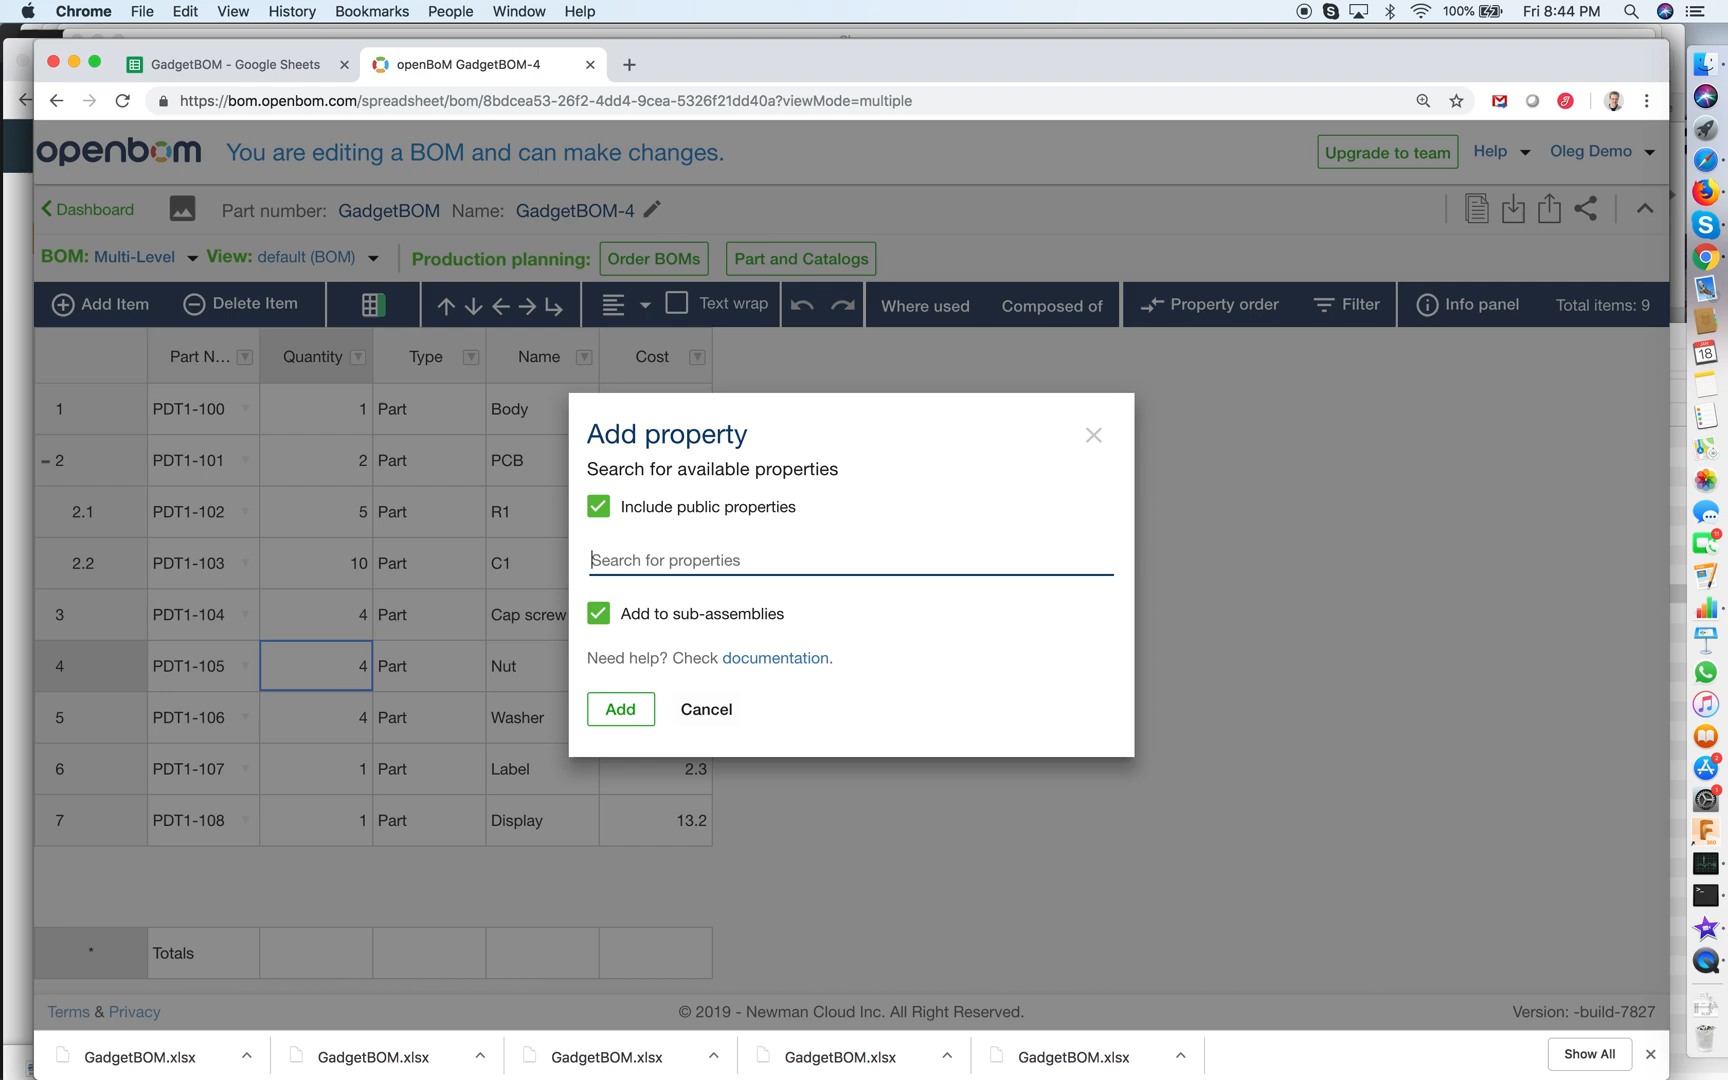 Chrome File Edit View History Bookmarks People Window Help 100% Fri 8:44 PM
GadgetBOM - Google Sheets openBoM GadgetBOM-4
https://bom.openbom.com/spreadsheet/bom/8bdcea53-26f2-4dd4-9cea-5326f21dd40a?viewMode=multiple
openbom You are editing a BOM and can make changes. Upgrade to team Help Oleg Demo
Dashboard Part number: GadgetBOM Name: GadgetBOM-4
BOM: Multi-Level View: default (BOM) Production planning: Order BOMs Part and Catalogs
Add Item Delete Item Text wrap Where used Composed of Property order Filter Info panel Total items: 9
Part N... Quantity Type Name Cost
1 PDT1-100 1 Part Body
2 PDT1-101 2 Part PCB
2.1 PDT1-102 5 Part R1
2.2 PDT1-103 10 Part C1
3 PDT1-104 4 Part Cap screw
4 PDT1-105 4 Part Nut
5 PDT1-106 4 Part Washer
6 PDT1-107 1 Part Label 2.3
7 PDT1-108 1 Part Display 13.2
* Totals
Add property
Search for available properties
Include public properties
Search for properties
Add to sub-assemblies
Need help? Check documentation.
Add Cancel
Terms & Privacy © 2019 - Newman Cloud Inc. All Right Reserved. Version: -build-7827
GadgetBOM.xlsx GadgetBOM.xlsx GadgetBOM.xlsx GadgetBOM.xlsx GadgetBOM.xlsx Show All